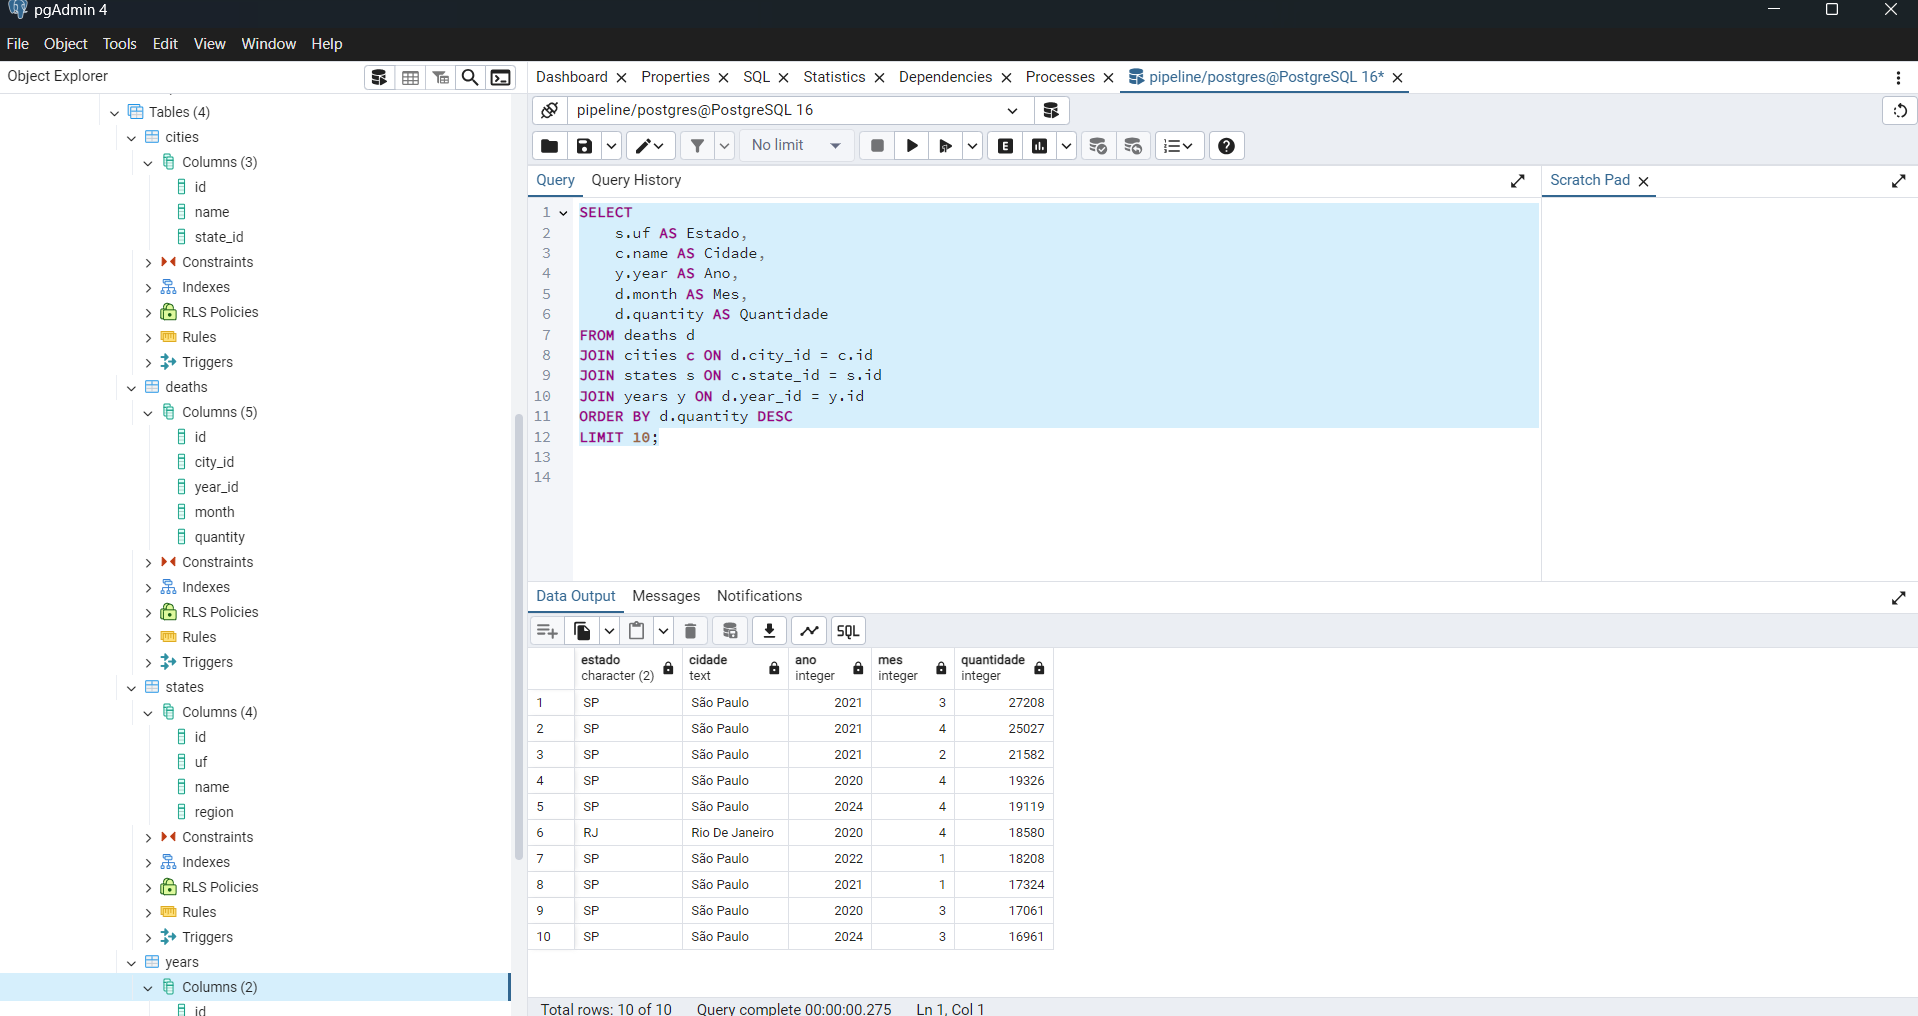 pgAdmin 4
File Object Tools Edit View Window Help
Object Explorer
Tables (4)
cities
Columns (3)
id
name
state_id
Constraints
Indexes
RLS Policies
Rules
Triggers
deaths
Columns (5)
id
city_id
year_id
month
quantity
Constraints
Indexes
RLS Policies
Rules
Triggers
states
Columns (4)
id
uf
name
region
Constraints
Indexes
RLS Policies
Rules
Triggers
years
Columns (2)
id
Dashboard Properties SQL Statistics Dependencies Processes pipeline/postgres@PostgreSQL 16*
pipeline/postgres@PostgreSQL 16
No limit E
Query Query History
Scratch Pad
1 SELECT
2 s.uf AS Estado,
3 c.name AS Cidade,
4 y.year AS Ano,
5 d.month AS Mes,
6 d.quantity AS Quantidade
7 FROM deaths d
8 JOIN cities c ON d.city_id = c.id
9 JOIN states s ON c.state_id = s.id
10 JOIN years y ON d.year_id = y.id
11 ORDER BY d.quantity DESC
12 LIMIT 10;
13
14
Data Output Messages Notifications
SQL
estado cidade ano mes quantidade
character (2) text integer integer integer
1 SP São Paulo 2021 3 27208
2 SP São Paulo 2021 4 25027
3 SP São Paulo 2021 2 21582
4 SP São Paulo 2020 4 19326
5 SP São Paulo 2024 4 19119
6 RJ Rio De Janeiro 2020 4 18580
7 SP São Paulo 2022 1 18208
8 SP São Paulo 2021 1 17324
9 SP São Paulo 2020 3 17061
10 SP São Paulo 2024 3 16961
Total rows: 10 of 10 Query complete 00:00:00.275 Ln 1, Col 1